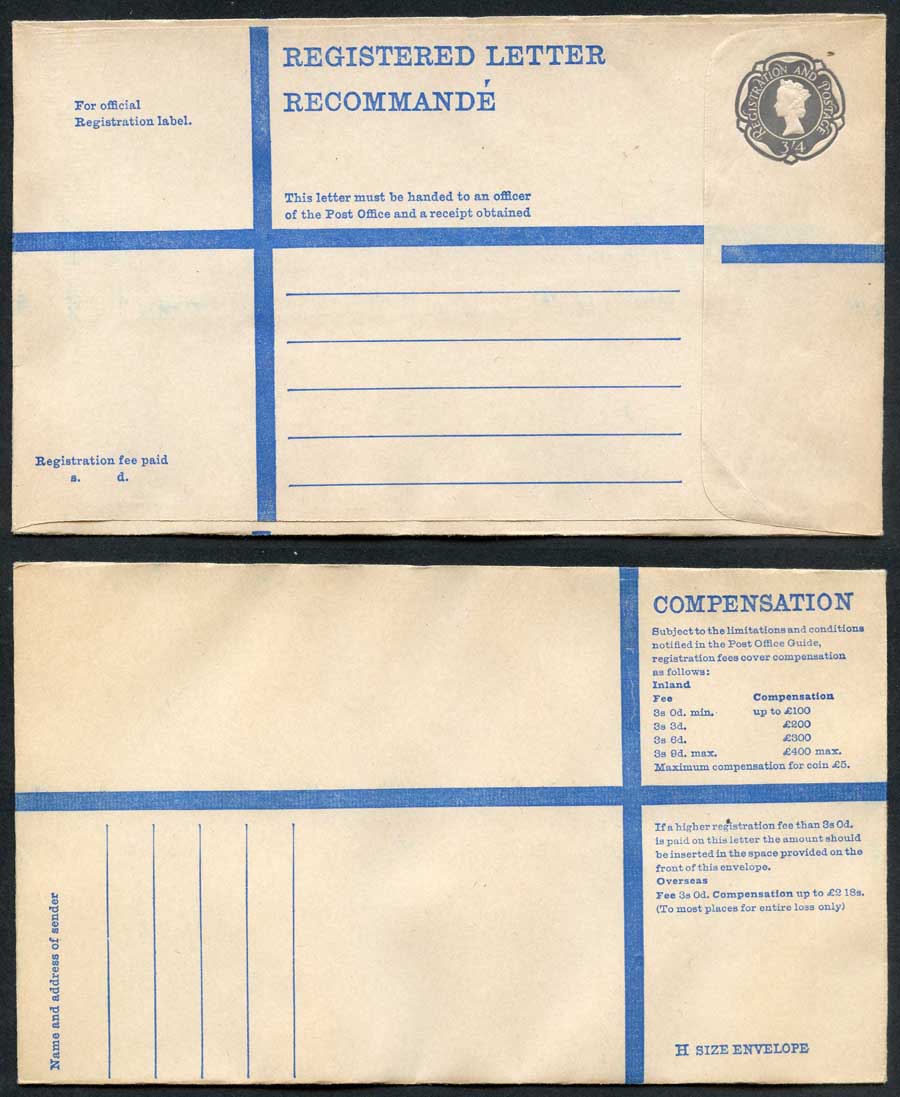 For official
Registration label.
REGISTERED LETTER
RECOMMANDÉ
REGISTRATION AND POSTAGE
3/4
This letter must be handed to an officer
of the Post Office and a receipt obtained
Registration fee paid
s. d.
COMPENSATION
Subject to the limitations and conditions
notified in the Post Office Guide,
registration fees cover compensation
as follows:
Inland
Fee Compensation
3s 0d. min. up to £100
3s 3d. £200
3s 6d. £300
3s 9d. max. £400 max.
Maximum compensation for coin £5.
If a higher registration fee than 3s 0d.
is paid on this letter the amount should
be inserted in the space provided on the
front of this envelope.
Overseas
Fee 3s 0d. Compensation up to £2 18s.
(To most places for entire loss only)
Name and address of sender
H SIZE ENVELOPE